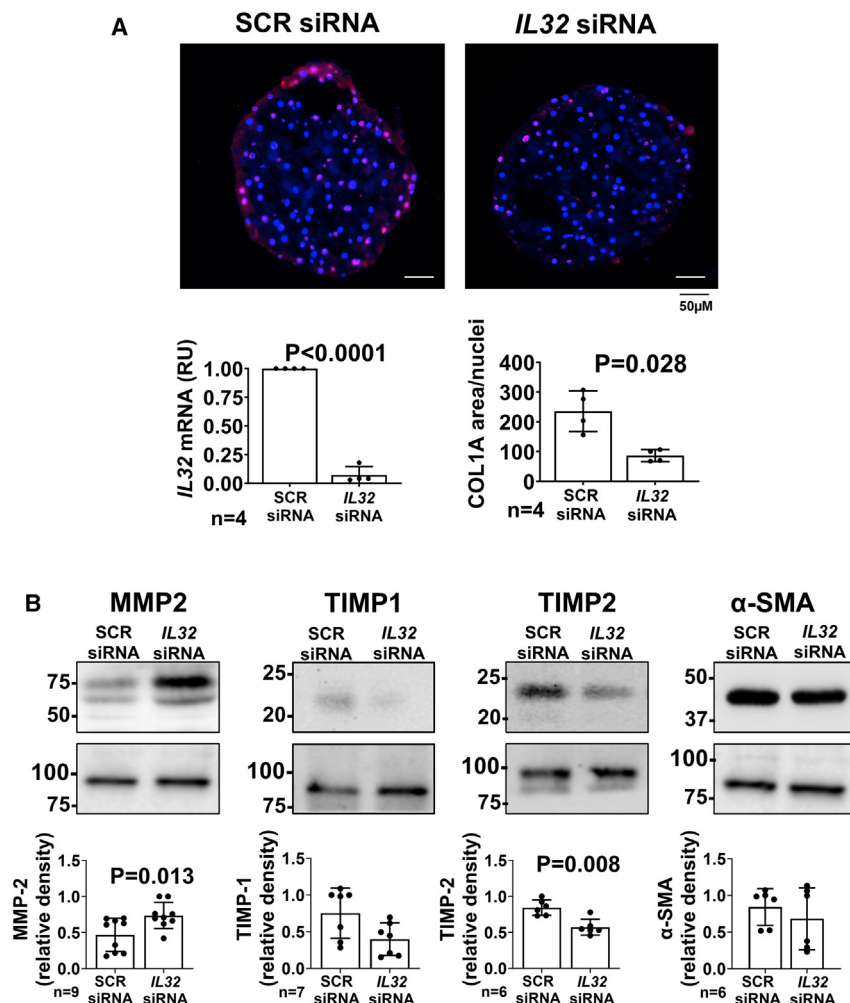 A
SCR siRNA
IL32 siRNA
50µM
IL32 mRNA (RU)
1.00
0.75
0.50
0.25
0.00
P<0.0001
SCR
siRNA
IL32
siRNA
n=4
COL1A area/nuclei
400
300
200
100
0
P=0.028
SCR
siRNA
IL32
siRNA
n=4
B
MMP2
SCR
siRNA
IL32
siRNA
75
50
100
75
MMP-2
(relative density)
1.5
1.0
0.5
0.0
P=0.013
SCR
siRNA
IL32
siRNA
n=9
TIMP1
SCR
siRNA
IL32
siRNA
25
20
100
75
TIMP-1
(relative density)
1.5
1.0
0.5
0.0
SCR
siRNA
IL32
siRNA
n=7
TIMP2
SCR
siRNA
IL32
siRNA
25
20
100
75
TIMP-2
(relative density)
1.5
1.0
0.5
0.0
P=0.008
SCR
siRNA
IL32
siRNA
n=6
α-SMA
SCR
siRNA
IL32
siRNA
50
37
100
75
α-SMA
(relative density)
1.5
1.0
0.5
0.0
SCR
siRNA
IL32
siRNA
n=6